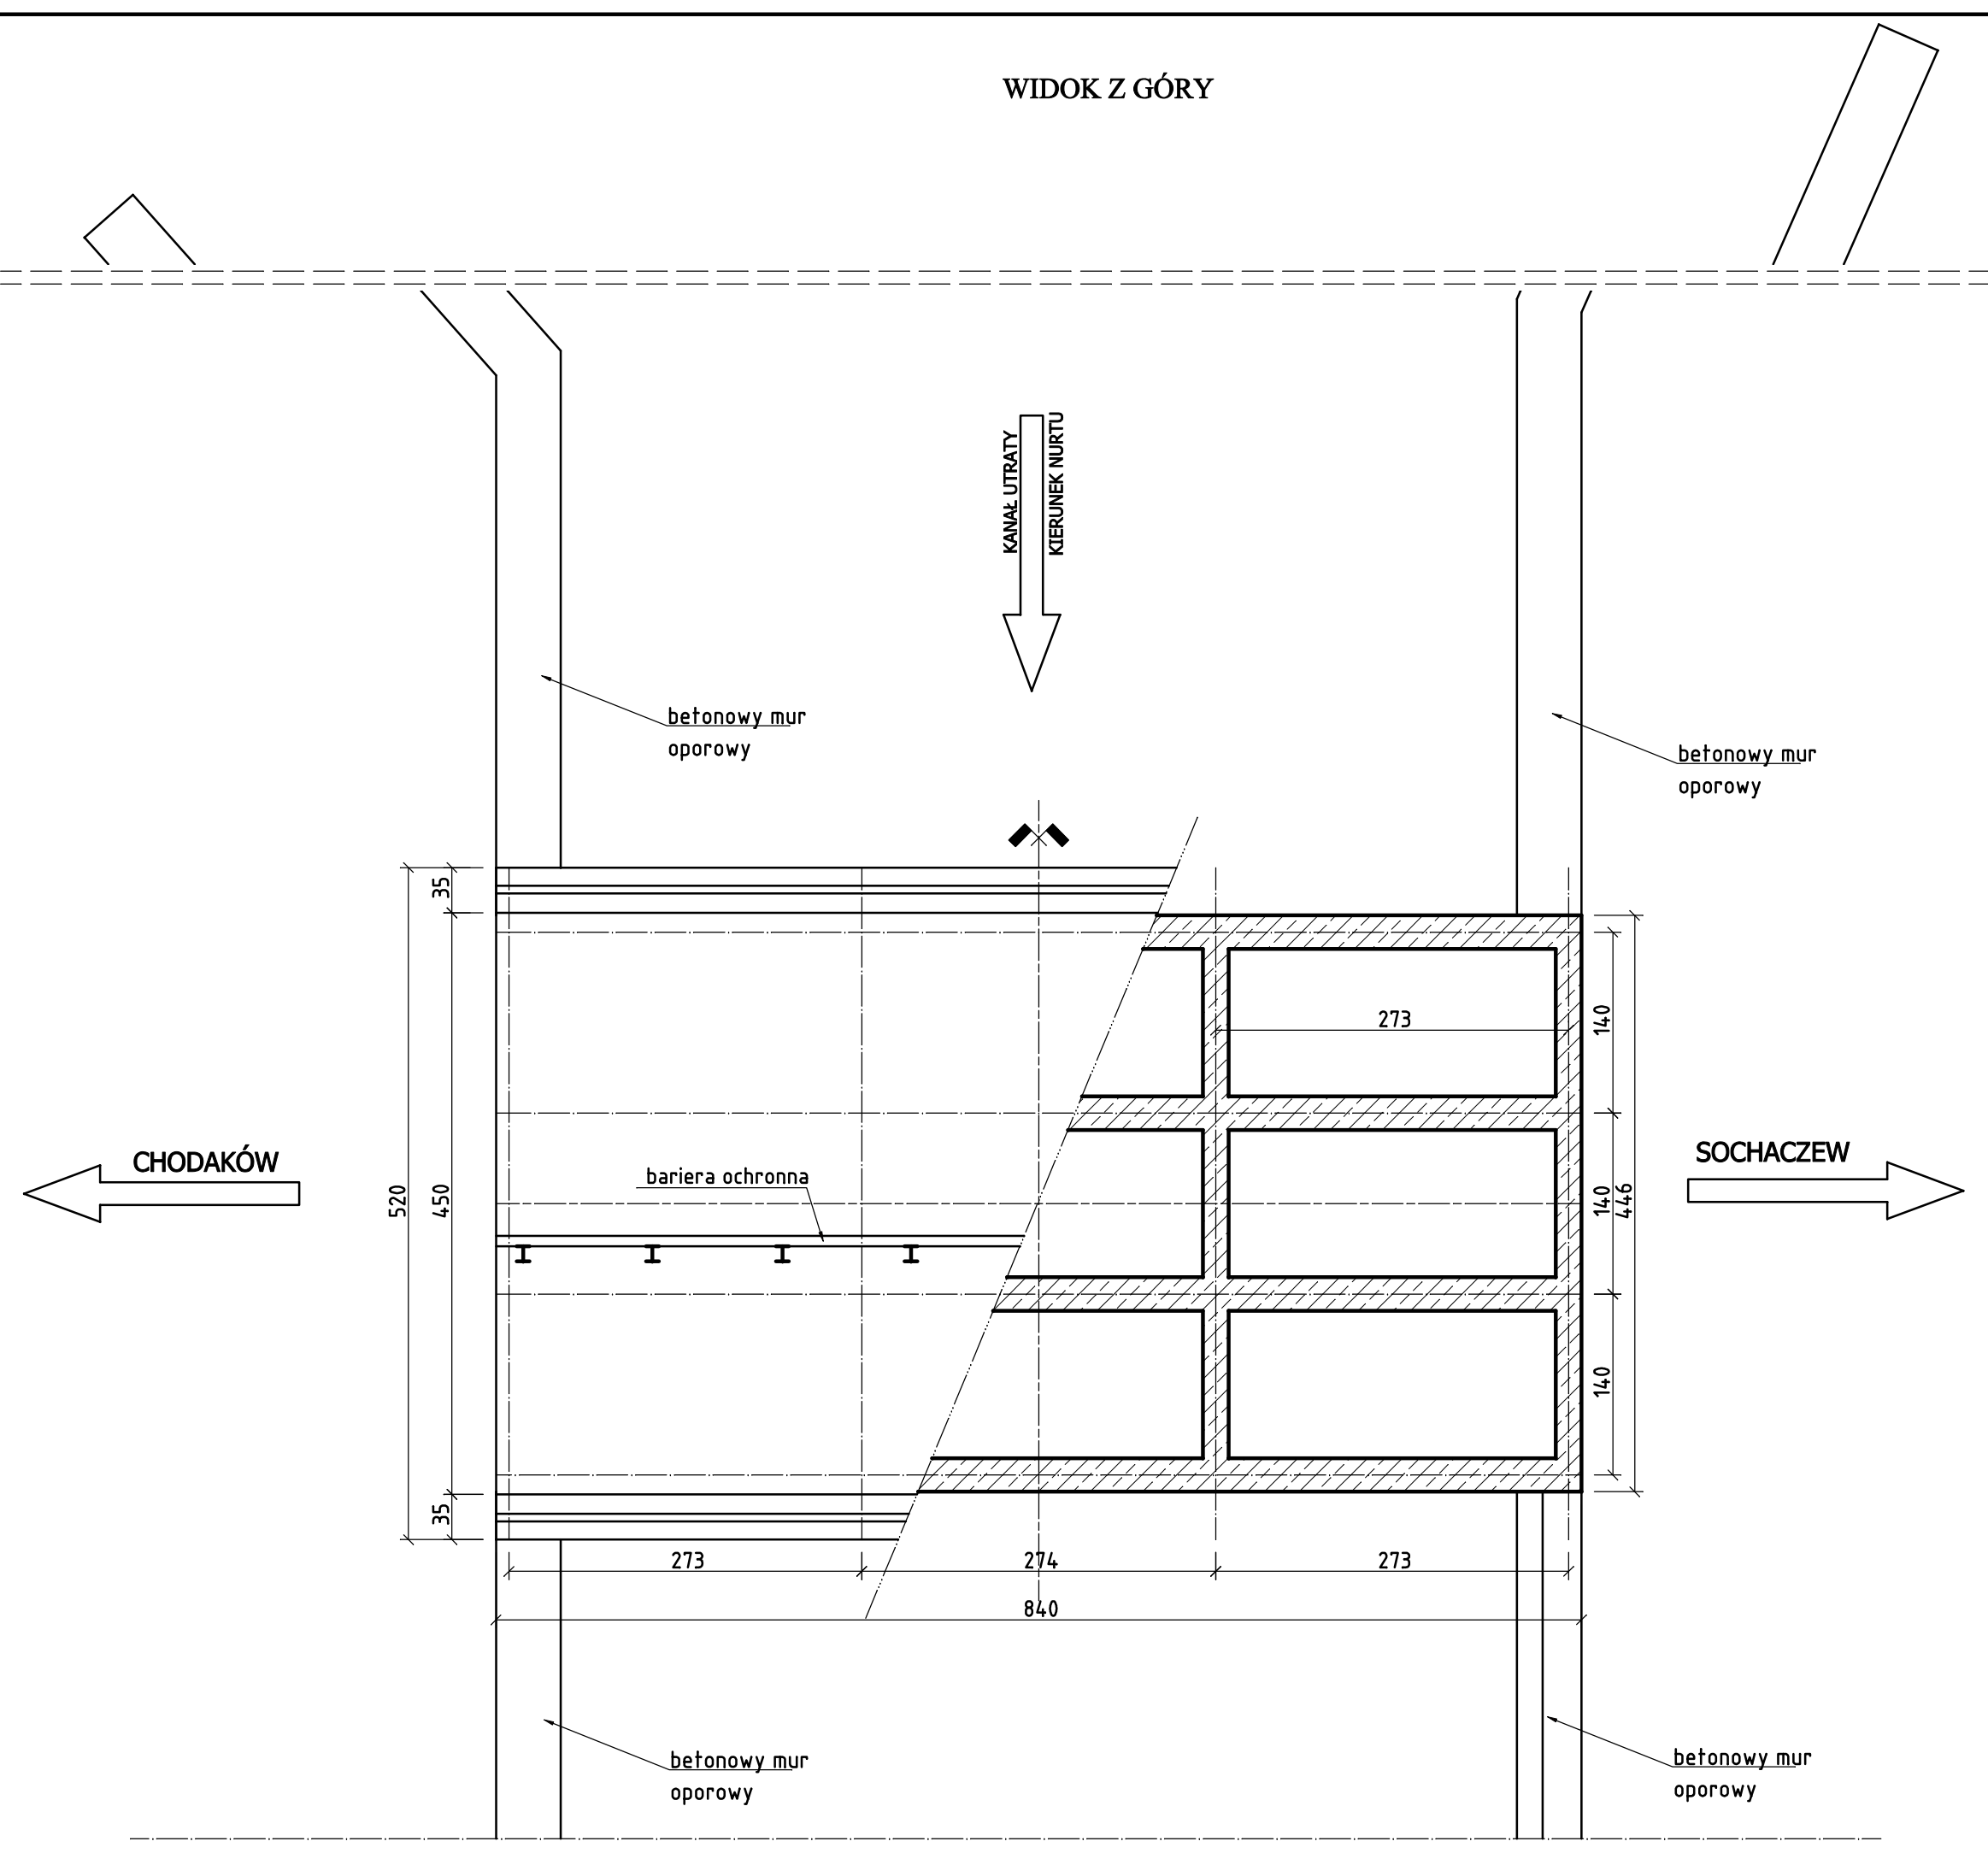 WIDOK Z GÓRY
KANAŁ UTRATY
KIERUNEK NURTU
betonowy mur
oporowy
betonowy mur
oporowy
35
273
140
CHODAKÓW
bariera ochronna
520
450
140
446
SOCHACZEW
140
35
273
274
273
840
betonowy mur
oporowy
betonowy mur
oporowy